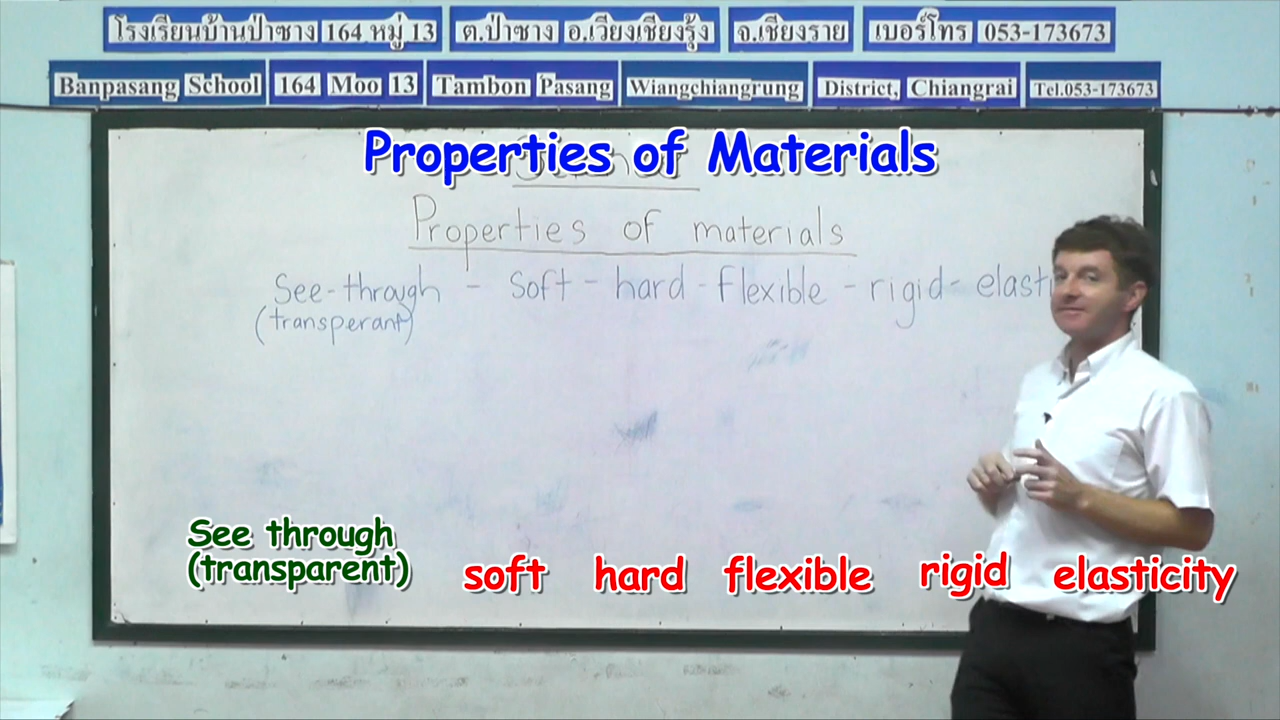 โรงเรียนบ้านป่าซาง 164 หมู่ 13 ต.ป่าซาง อ.เวียงเชียงรุ้ง จ.เชียงราย เบอร์โทร 053-173673
Banpasang School 164 Moo 13 Tambon Pasang Wiangchiangrung District, Chiangrai Tel.053-173673
Properties of Materials
Properties of materials
See-through - Soft - hard - flexible - rigid - elasti
(transperant)
See through
(transparent) soft hard flexible rigid elasticity